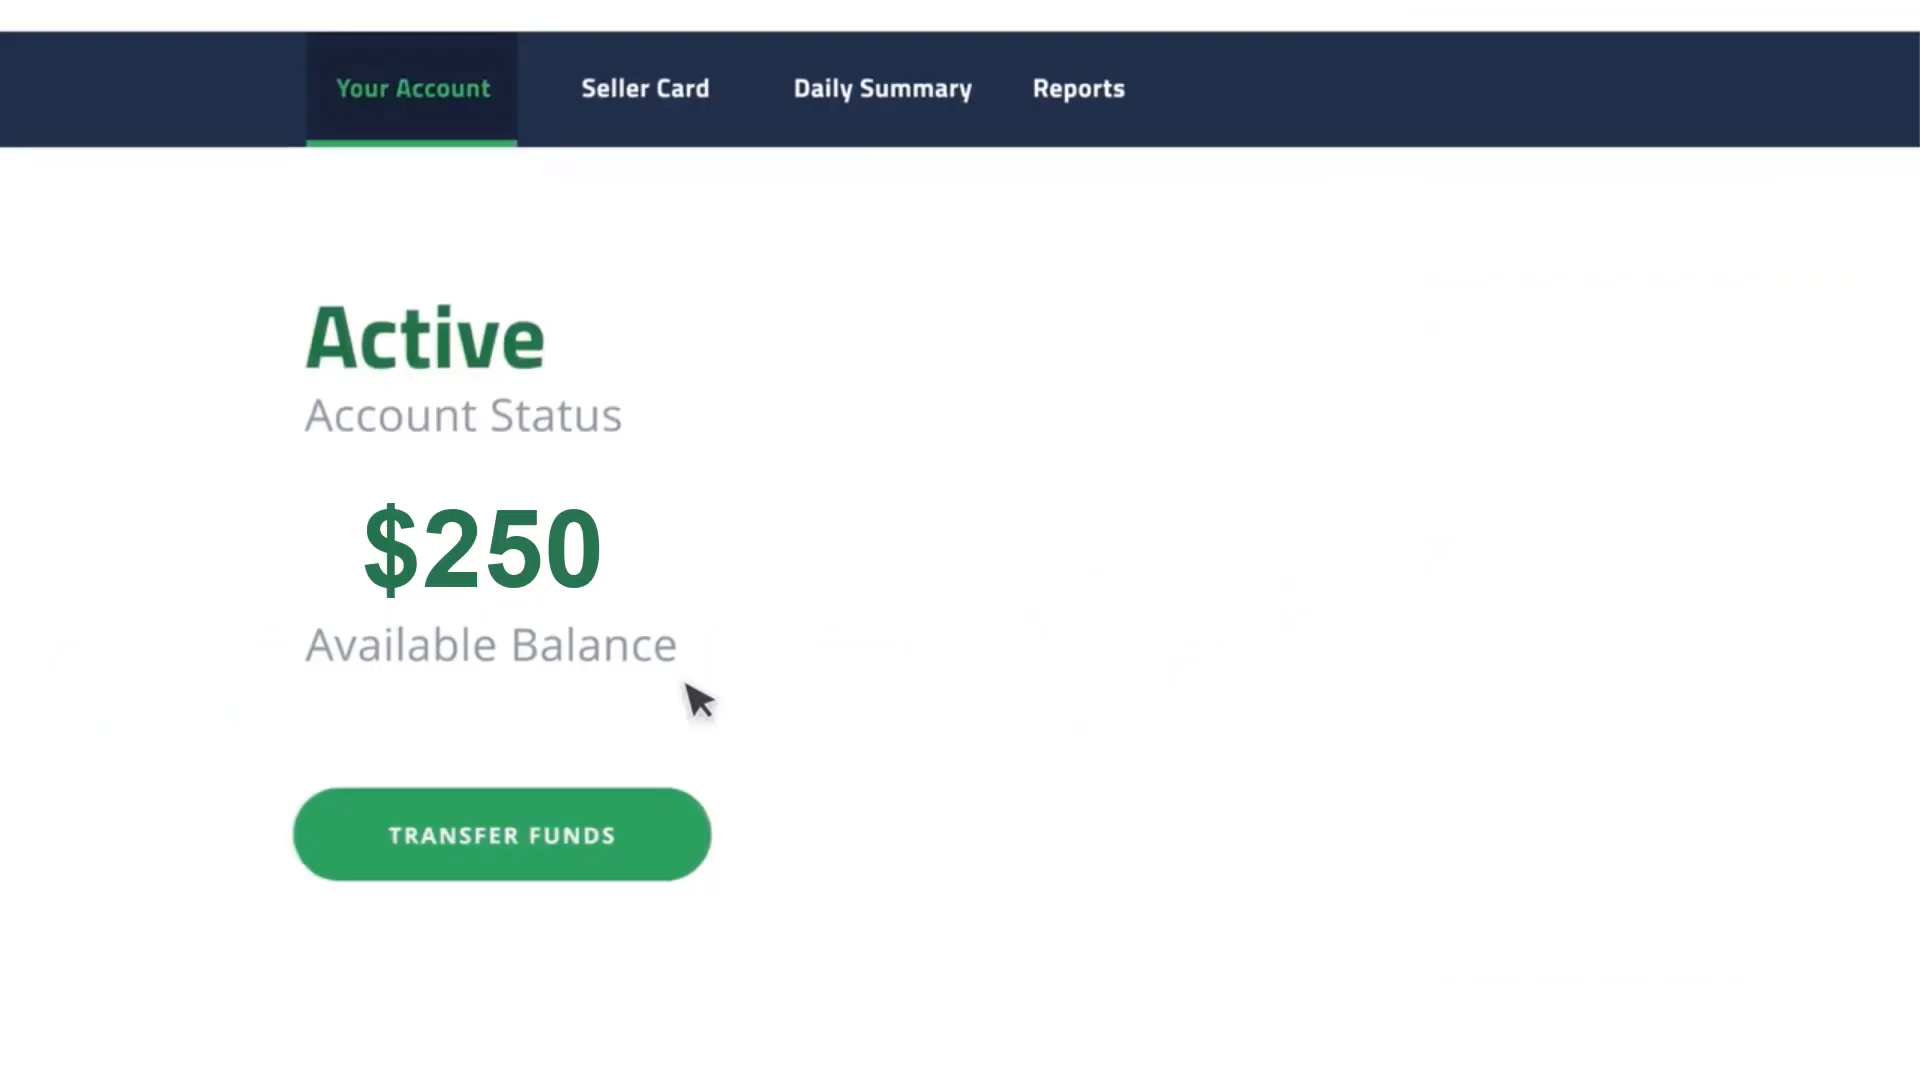 Your Account Seller Card Daily Summary Reports
Active
Account Status
$250
Available Balance
TRANSFER FUNDS